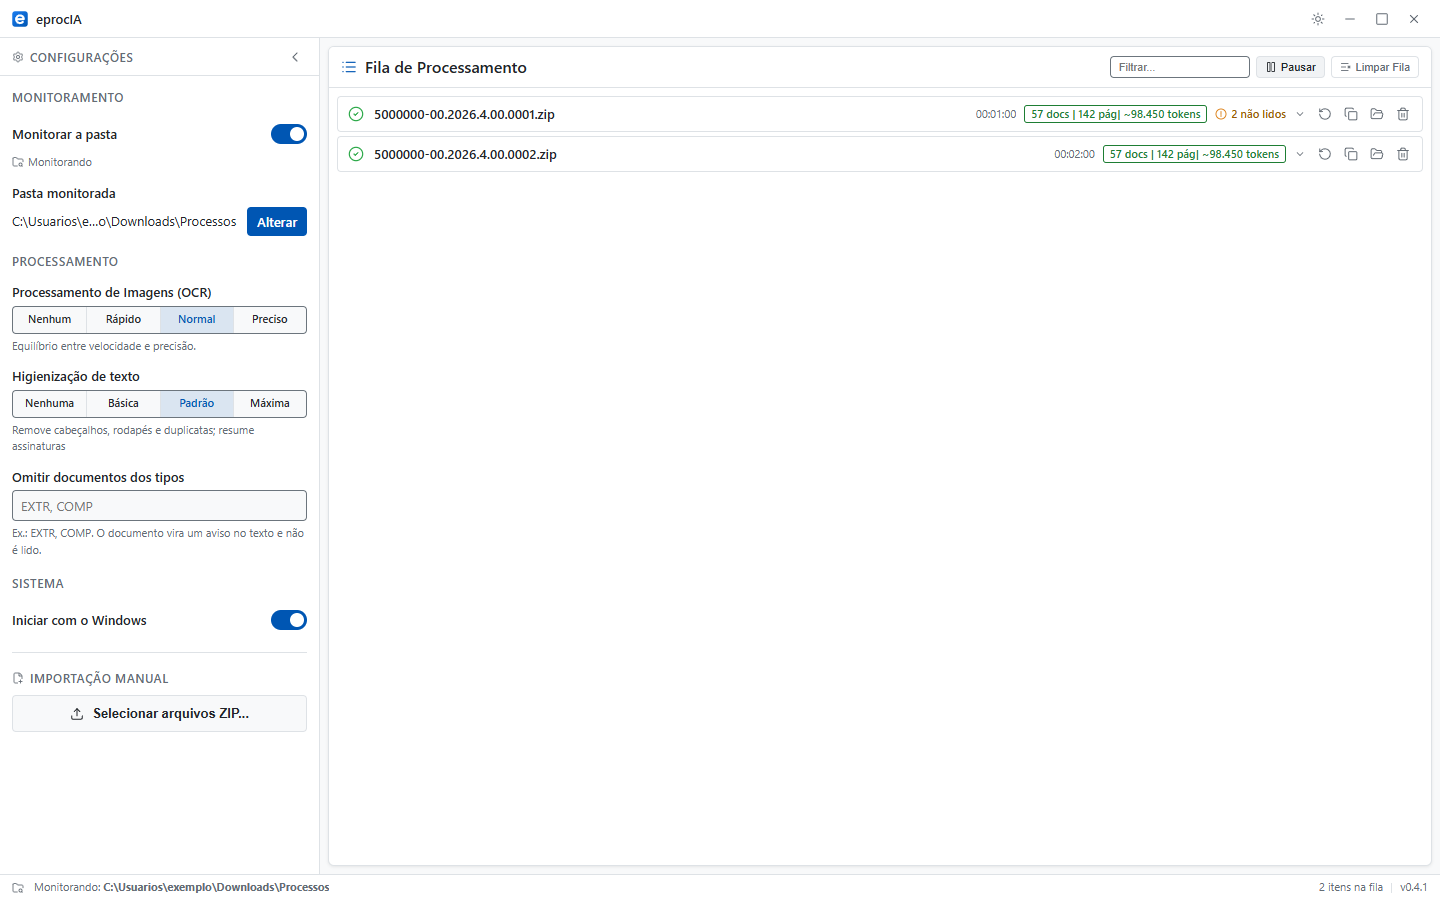 eprocIA
CONFIGURAÇÕES
MONITORAMENTO
Monitorar a pasta
Monitorando
Pasta monitorada
C:\Usuarios\e...o\Downloads\Processos
Alterar
PROCESSAMENTO
Processamento de Imagens (OCR)
Nenhum Rápido Normal Preciso
Equilíbrio entre velocidade e precisão.
Higienização de texto
Nenhuma Básica Padrão Máxima
Remove cabeçalhos, rodapés e duplicatas; resume
assinaturas
Omitir documentos dos tipos
EXTR, COMP
Ex.: EXTR, COMP. O documento vira um aviso no texto e não
é lido.
SISTEMA
Iniciar com o Windows
IMPORTAÇÃO MANUAL
Selecionar arquivos ZIP...
Fila de Processamento
Filtrar...
Pausar
Limpar Fila
5000000-00.2026.4.00.0001.zip 00:01:00 57 docs | 142 pág| ~98.450 tokens 2 não lidos
5000000-00.2026.4.00.0002.zip 00:02:00 57 docs | 142 pág| ~98.450 tokens
Monitorando: C:\Usuarios\exemplo\Downloads\Processos
2 itens na fila v0.4.1